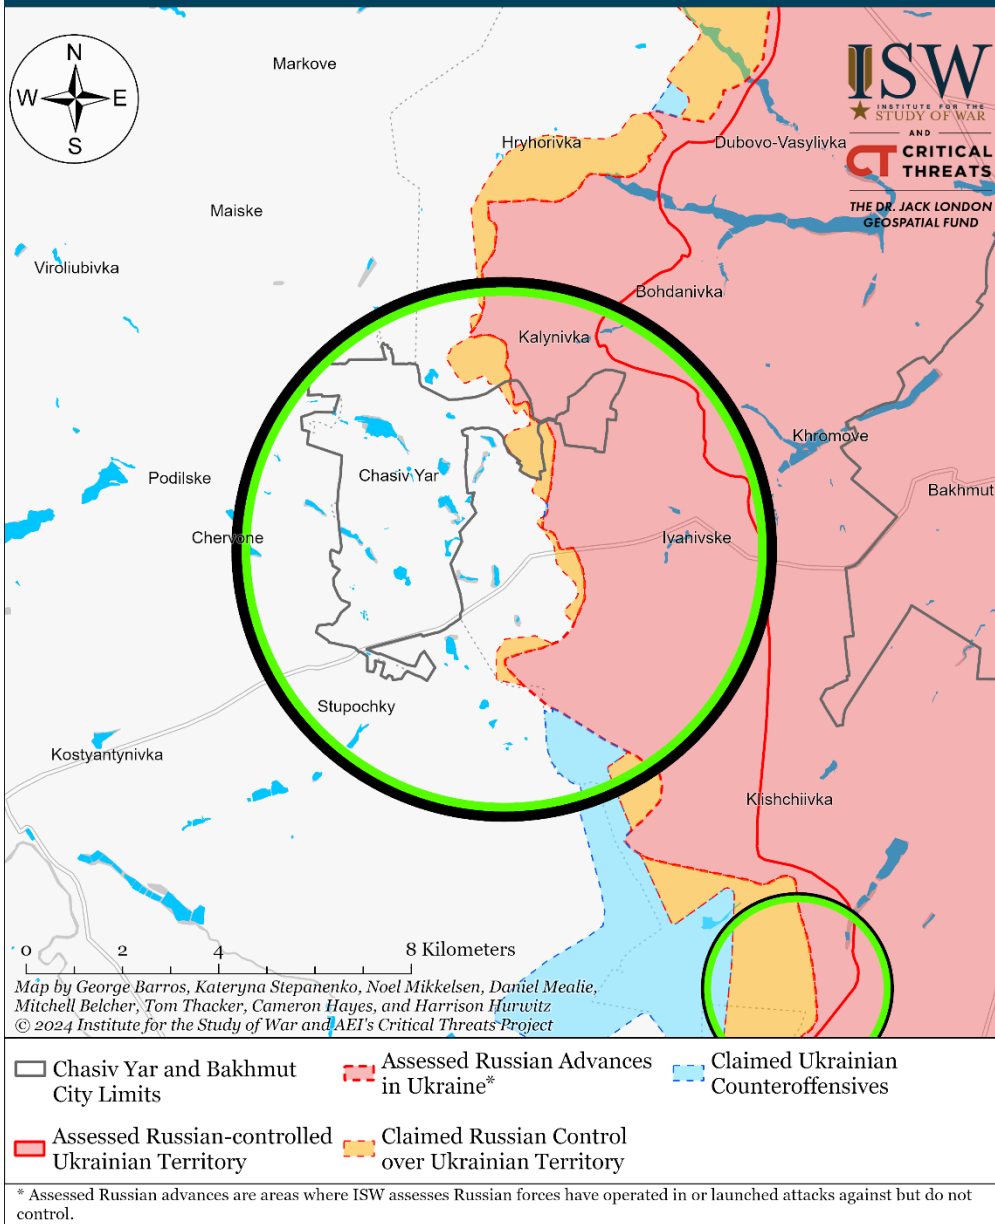 N
W
E
S
Markove
ISW
INSTITUTE FOR THE
STUDY OF WAR
AND
CT CRITICAL
THREATS
THE DR. JACK LONDON
GEOSPATIAL FUND
Hryhorivka
Dubovo-Vasylivka
Maiske
Viroliubivka
Bohdanivka
Kalynivka
Khromove
Podilske
Chasiv Yar
Bakhmut
Chervone
Ivanivske
Stupochky
Kostyantynivka
Klishchiivka
0 2 4 8 Kilometers
Map by George Barros, Kateryna Stepanenko, Noel Mikkelsen, Daniel Mealie,
Mitchell Belcher, Tom Thacker, Cameron Hayes, and Harrison Hurwitz
© 2024 Institute for the Study of War and AEI's Critical Threats Project
Chasiv Yar and Bakhmut
City Limits
Assessed Russian Advances
in Ukraine*
Claimed Ukrainian
Counteroffensives
Assessed Russian-controlled
Ukrainian Territory
Claimed Russian Control
over Ukrainian Territory
* Assessed Russian advances are areas where ISW assesses Russian forces have operated in or launched attacks against but do not
control.